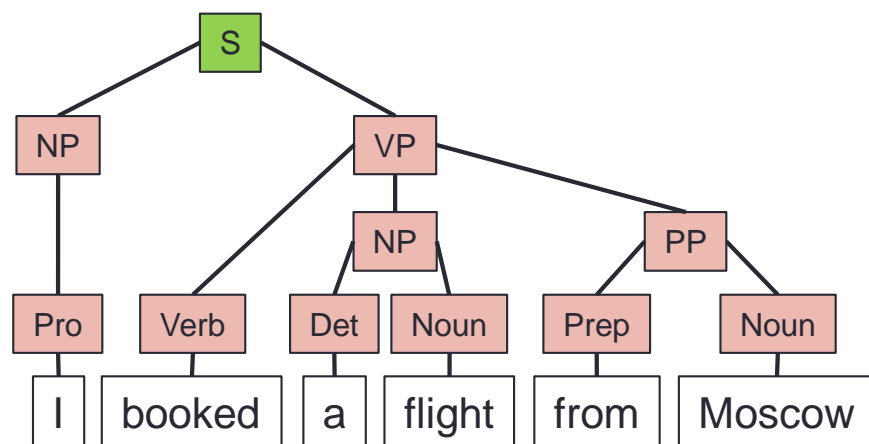 S
NP VP
NP PP
Pro Verb Det Noun Prep Noun
I booked a flight from Moscow